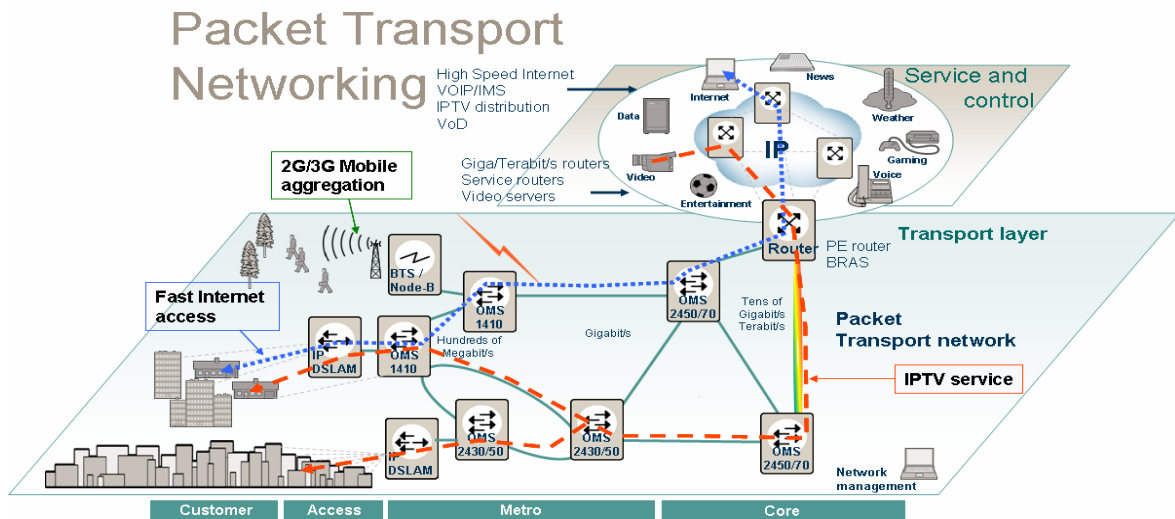 Packet Transport
Networking
High Speed Internet
VOIP/IMS
IPTV distribution
VoD
Giga/Terabit/s routers
Service routers
Video servers
Service and
control
News
Internet
Weather
Data
IP
Gaming
Video
Voice
Entertainment
2G/3G Mobile
aggregation
Transport layer
Router
PE router
BRAS
BTS /
Node-B
OMS
1410
OMS
2450/70
Tens of
Gigabit/s
Terabit/s
Fast Internet
access
Gigabit/s
Packet
Transport network
IP
DSLAM
OMS
1410
Hundreds of
Megabit/s
IPTV service
IP
DSLAM
OMS
2430/50
OMS
2430/50
OMS
2450/70
Network
management
Customer
Access
Metro
Core